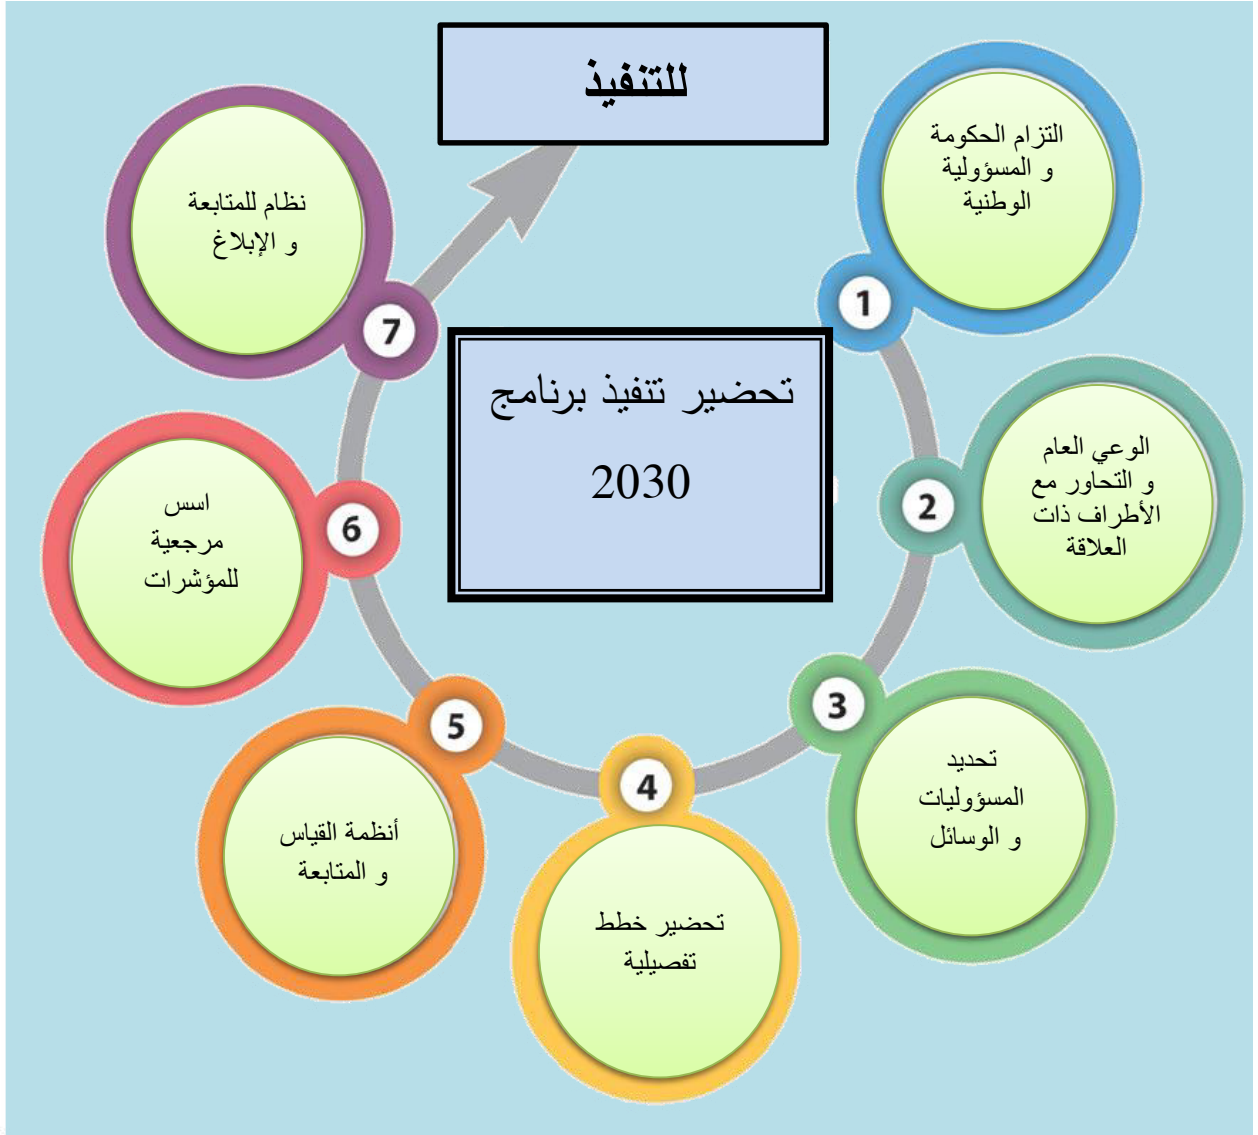 للتنفيذ
تحضير تنفيذ برنامج
2030
1
التزام الحكومة
و المسؤولية
الوطنية
2
الوعي العام
و التحاور مع
الأطراف ذات
العلاقة
3
تحديد
المسؤوليات
و الوسائل
4
تحضير خطط
تفصيلية
5
أنظمة القياس
و المتابعة
6
اسس
مرجعية
للمؤشرات
7
نظام للمتابعة
و الإبلاغ